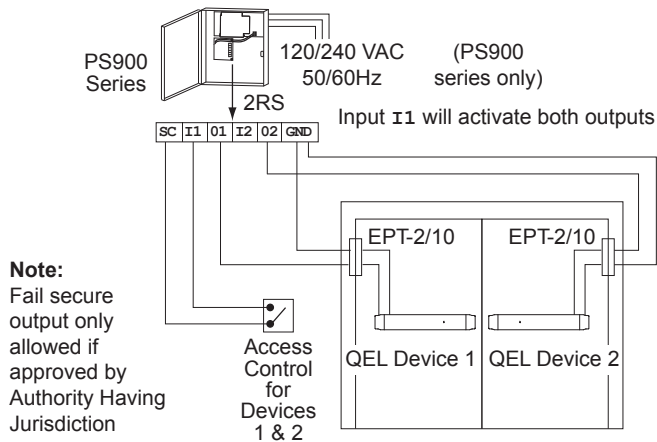 PS900
Series
120/240 VAC
50/60Hz
(PS900
series only)
2RS
Input I1 will activate both outputs
SC I1 01 I2 02 GND
EPT-2/10
EPT-2/10
Note:
Fail secure
output only
allowed if
approved by
Authority Having
Jurisdiction
Access
Control
for
Devices
1 & 2
QEL Device 1
QEL Device 2